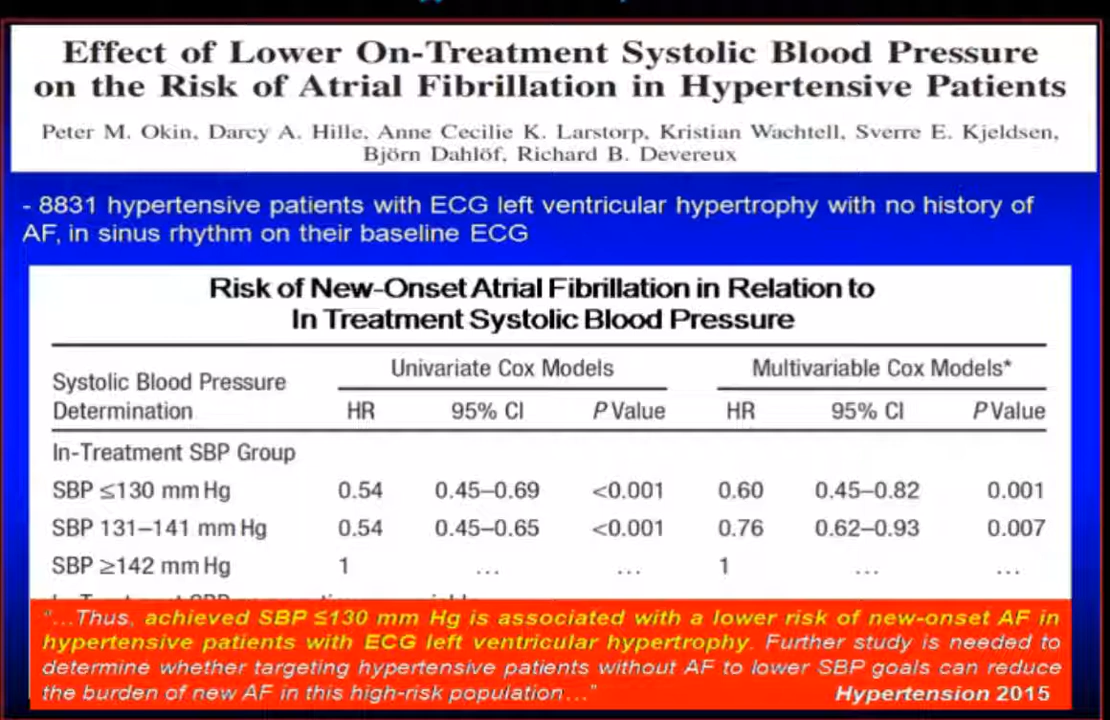 Effect of Lower On-Treatment Systolic Blood Pressure
on the Risk of Atrial Fibrillation in Hypertensive Patients
Peter M. Okin, Darcy A. Hille, Anne Cecilie K. Larstorp, Kristian Wachtell, Sverre E. Kjeldsen,
Björn Dahlöf, Richard B. Devereux
- 8831 hypertensive patients with ECG left ventricular hypertrophy with no history of
AF, in sinus rhythm on their baseline ECG
Risk of New-Onset Atrial Fibrillation in Relation to
In Treatment Systolic Blood Pressure
Univariate Cox Models Multivariable Cox Models*
Systolic Blood Pressure
Determination HR 95% CI P Value HR 95% CI P Value
In-Treatment SBP Group
SBP ≤130 mm Hg 0.54 0.45–0.69 <0.001 0.60 0.45–0.82 0.001
SBP 131–141 mm Hg 0.54 0.45–0.65 <0.001 0.76 0.62–0.93 0.007
SBP ≥142 mm Hg 1 ... ... 1 ... ...
"...Thus, achieved SBP ≤130 mm Hg is associated with a lower risk of new-onset AF in
hypertensive patients with ECG left ventricular hypertrophy. Further study is needed to
determine whether targeting hypertensive patients without AF to lower SBP goals can reduce
the burden of new AF in this high-risk population..." Hypertension 2015